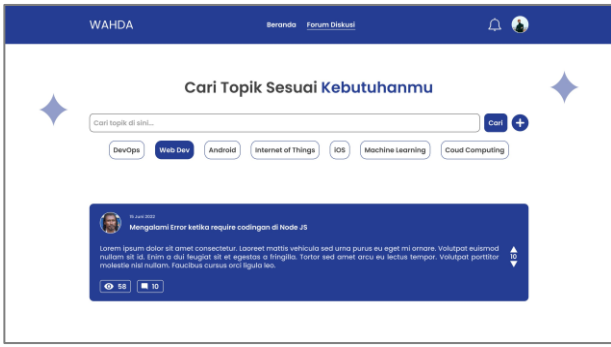 WAHDA
Beranda Forum Diskusi
Cari Topik Sesuai Kebutuhanmu
Cari topik di sini...
Cari
DevOps Web Dev Android Internet of Things iOS Machine Learning Coud Computing
15 Juni 2022
Mengalami Error ketika require codingan di Node JS
Lorem ipsum dolor sit amet consectetur. Laoreet mattis vehicula sed urna purus eu eget mi ornare. Volutpat euismod
nullam sit id. Enim a dui feugiat sit et egestas a fringilla. Tortor sed amet arcu eu lectus tempor. Volutpat porttitor
molestie nisl nullam. Faucibus cursus orci ligula leo.
10
58 10